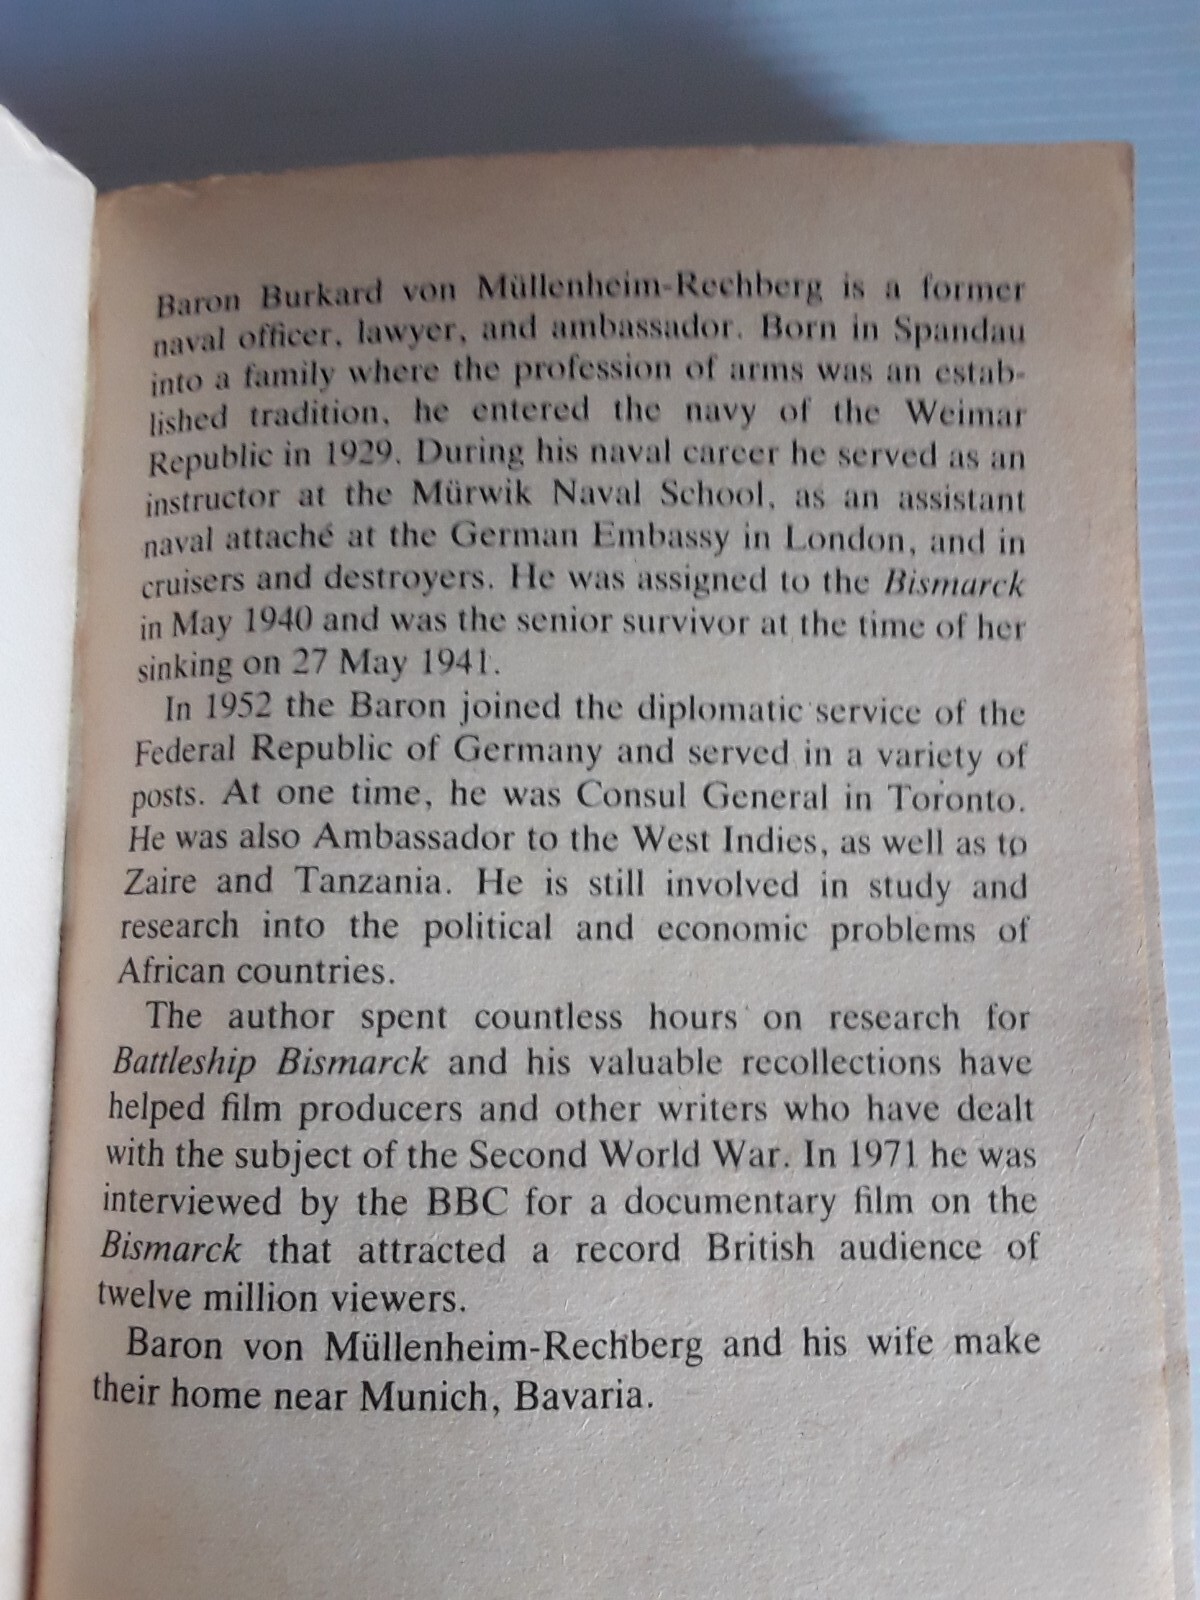 Baron Burkard von Müllenheim-Rechberg is a former
naval officer, lawyer, and ambassador. Born in Spandau
into a family where the profession of arms was an estab-
lished tradition, he entered the navy of the Weimar
Republic in 1929. During his naval career he served as an
instructor at the Mürwik Naval School, as an assistant
naval attaché at the German Embassy in London, and in
cruisers and destroyers. He was assigned to the Bismarck
in May 1940 and was the senior survivor at the time of her
sinking on 27 May 1941.
In 1952 the Baron joined the diplomatic service of the
Federal Republic of Germany and served in a variety of
posts. At one time, he was Consul General in Toronto.
He was also Ambassador to the West Indies, as well as to
Zaire and Tanzania. He is still involved in study and
research into the political and economic problems of
African countries.
The author spent countless hours on research for
Battleship Bismarck and his valuable recollections have
helped film producers and other writers who have dealt
with the subject of the Second World War. In 1971 he was
interviewed by the BBC for a documentary film on the
Bismarck that attracted a record British audience of
twelve million viewers.
Baron von Müllenheim-Rechberg and his wife make
their home near Munich, Bavaria.